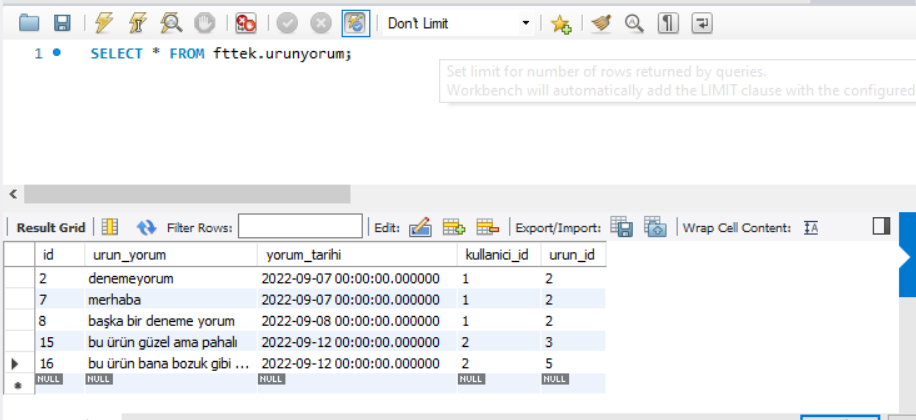 Don't Limit
1 SELECT * FROM fttek.urunyorum;
Set limit for number of rows returned by queries.
Workbench will automatically add the LIMIT clause with the configured
Result Grid Filter Rows: Edit: Export/Import: Wrap Cell Content:
id urun_yorum yorum_tarihi kullanici_id urun_id
2 denemeyorum 2022-09-07 00:00:00.000000 1 2
7 merhaba 2022-09-07 00:00:00.000000 1 2
8 başka bir deneme yorum 2022-09-08 00:00:00.000000 1 2
15 bu ürün güzel ama pahalı 2022-09-12 00:00:00.000000 2 3
16 bu ürün bana bozuk gibi ... 2022-09-12 00:00:00.000000 2 5
NULL NULL NULL NULL NULL